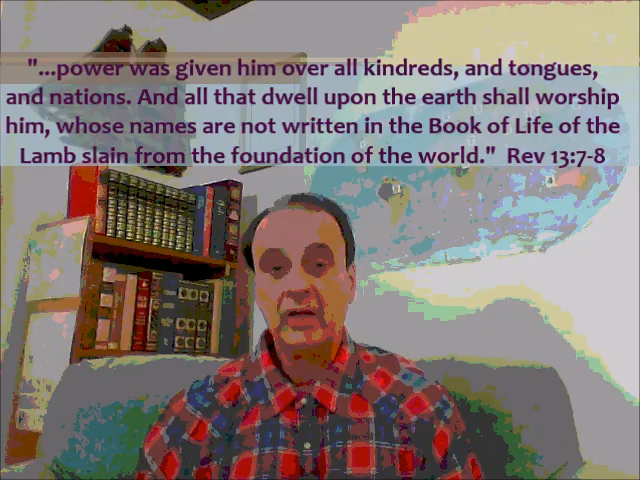 "...power was given him over all kindreds, and tongues,
and nations. And all that dwell upon the earth shall worship
him, whose names are not written in the Book of Life of the
Lamb slain from the foundation of the world." Rev 13:7-8